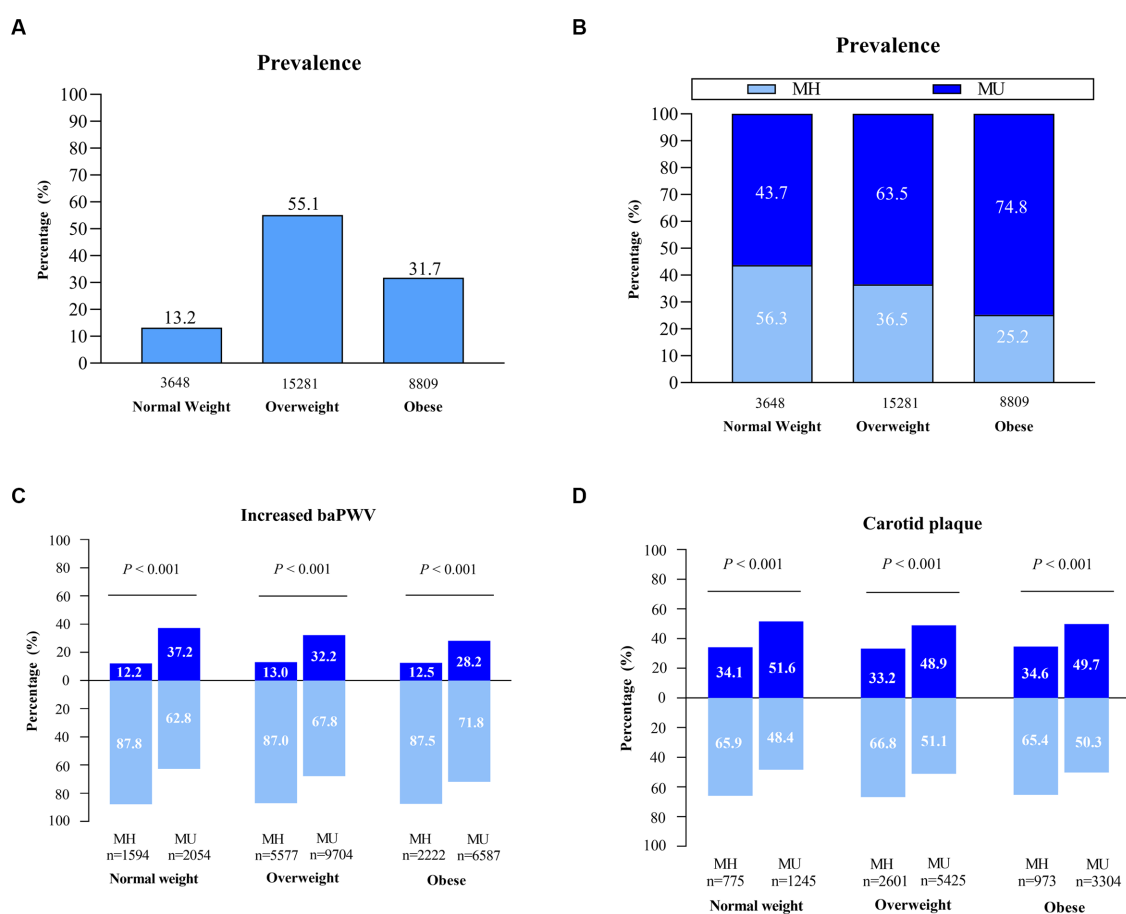 A
Prevalence
Percentage (%)
100
90
80
70
60
50
40
30
20
10
0
13.2
55.1
31.7
3648
15281
8809
Normal Weight
Overweight
Obese
B
Prevalence
MH
MU
Percentage (%)
100
90
80
70
60
50
40
30
20
10
0
43.7
63.5
74.8
56.3
36.5
25.2
3648
15281
8809
Normal Weight
Overweight
Obese
C
Increased baPWV
Percentage (%)
100
80
60
40
20
0
20
40
60
80
100
P < 0.001
P < 0.001
P < 0.001
12.2
37.2
13.0
32.2
12.5
28.2
87.8
62.8
87.0
67.8
87.5
71.8
MH
MU
MH
MU
MH
MU
n=1594
n=2054
n=5577
n=9704
n=2222
n=6587
Normal weight
Overweight
Obese
D
Carotid plaque
Percentage (%)
100
80
60
40
20
0
20
40
60
80
100
P < 0.001
P < 0.001
P < 0.001
34.1
51.6
33.2
48.9
34.6
49.7
65.9
48.4
66.8
51.1
65.4
50.3
MH
MU
MH
MU
MH
MU
n=775
n=1245
n=2601
n=5425
n=973
n=3304
Normal weight
Overweight
Obese